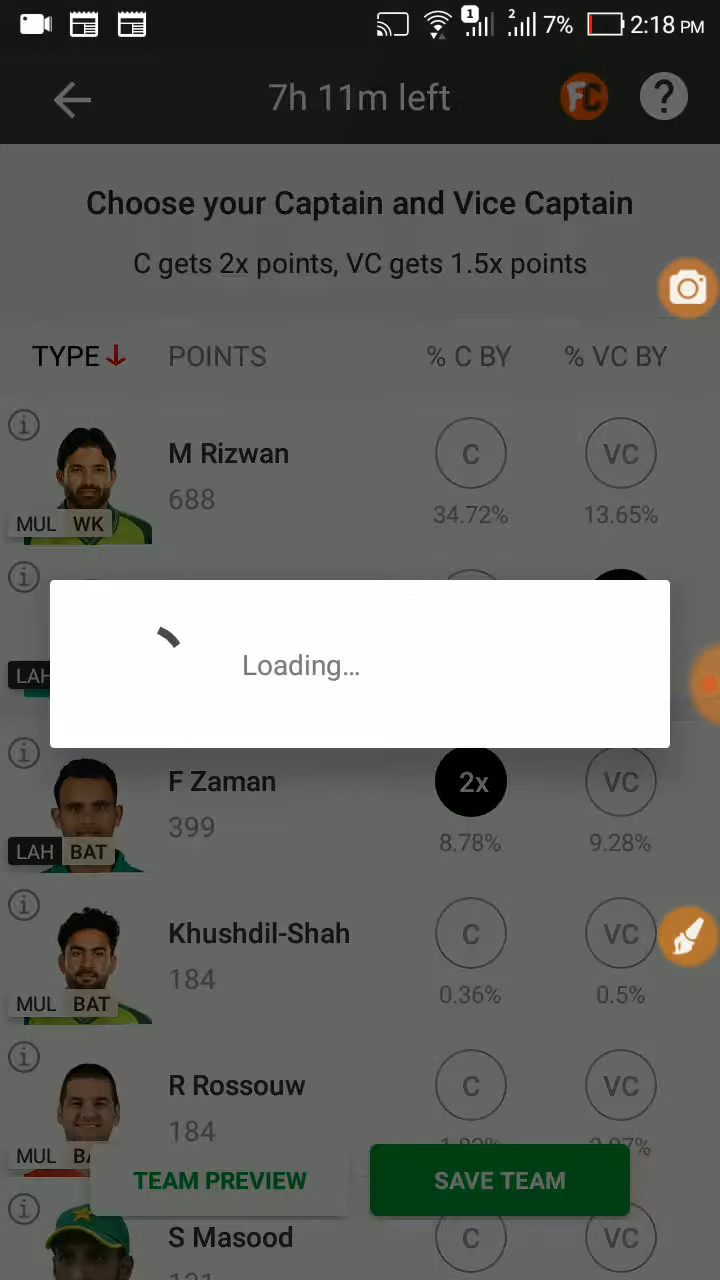 1 2 7% 2:18 PM
7h 11m left FC ?
Choose your Captain and Vice Captain
C gets 2x points, VC gets 1.5x points
TYPE POINTS % C BY % VC BY
M Rizwan C VC
688
MUL WK 34.72% 13.65%
LAH
Loading...
F Zaman 2x VC
399
LAH BAT 8.78% 9.28%
Khushdil-Shah C VC
184
MUL BAT 0.36% 0.5%
R Rossouw C VC
184
MUL
TEAM PREVIEW SAVE TEAM
S Masood C VC